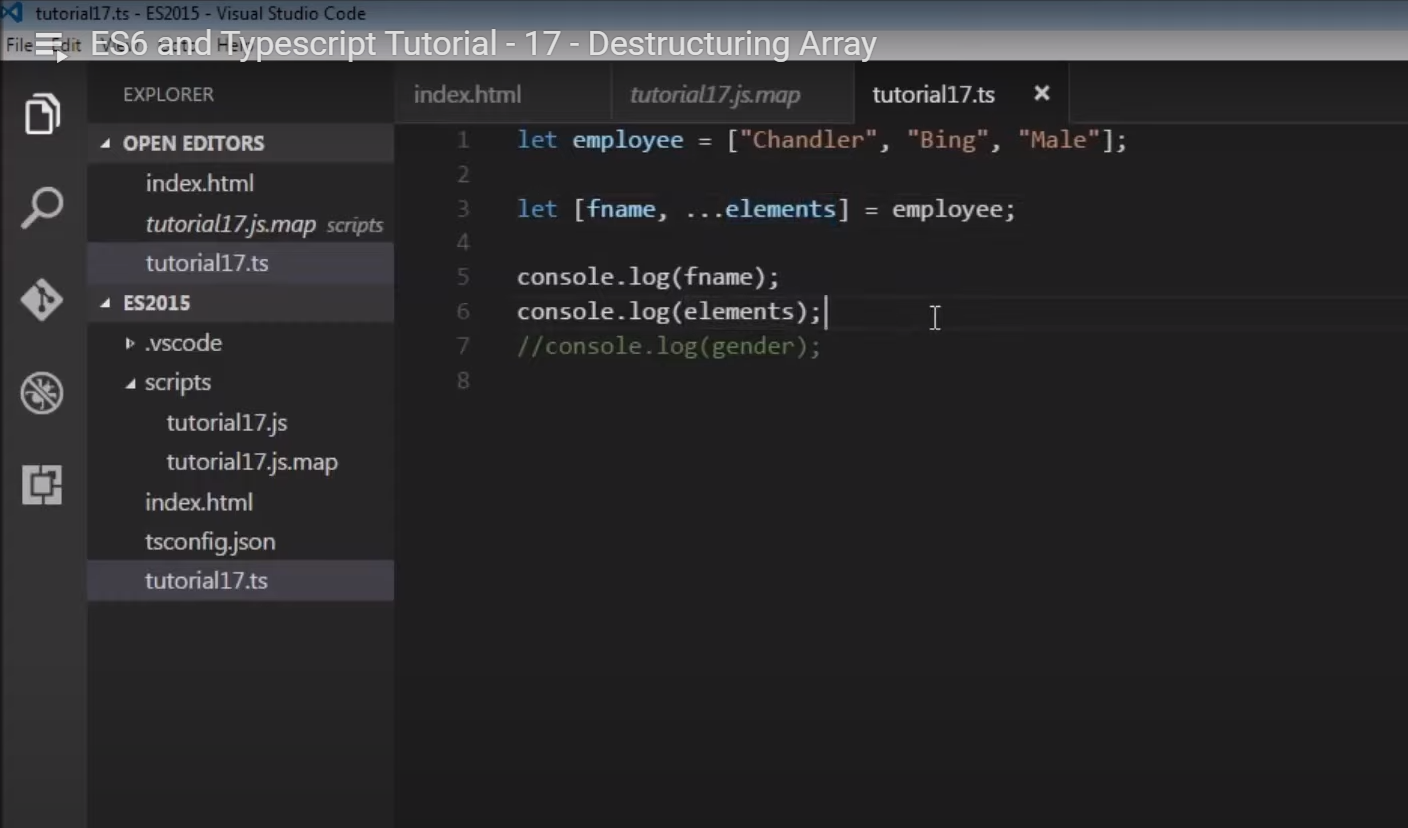 tutorial17.ts - ES2015 - Visual Studio Code
File Edit View Goto Help
ES6 and Typescript Tutorial - 17 - Destructuring Array
EXPLORER
index.html
tutorial17.js.map
tutorial17.ts
OPEN EDITORS
index.html
tutorial17.js.map scripts
tutorial17.ts
ES2015
.vscode
scripts
tutorial17.js
tutorial17.js.map
index.html
tsconfig.json
tutorial17.ts
1 let employee = ["Chandler", "Bing", "Male"];
2
3 let [fname, ...elements] = employee;
4
5 console.log(fname);
6 console.log(elements);
7 //console.log(gender);
8